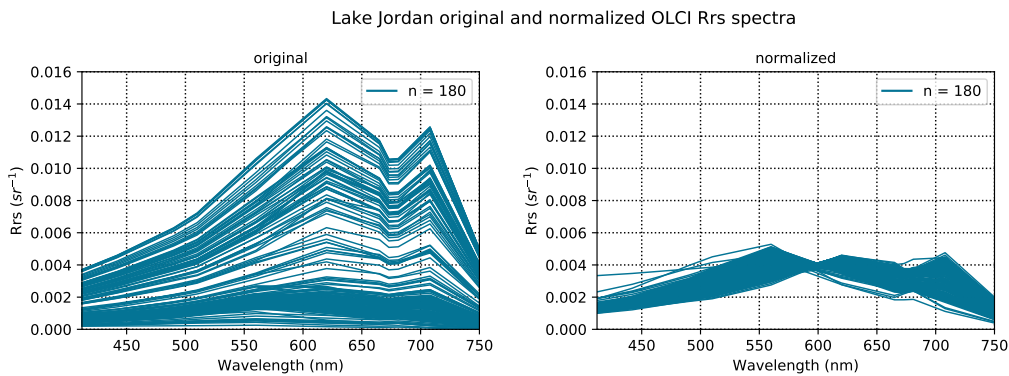 Lake Jordan original and normalized OLCI Rrs spectra
original
0.016
0.014
0.012
0.010
0.008
0.006
0.004
0.002
0.000
Rrs (sr⁻¹)
n = 180
450 500 550 600 650 700 750
Wavelength (nm)
normalized
0.016
0.014
0.012
0.010
0.008
0.006
0.004
0.002
0.000
Rrs (sr⁻¹)
n = 180
450 500 550 600 650 700 750
Wavelength (nm)